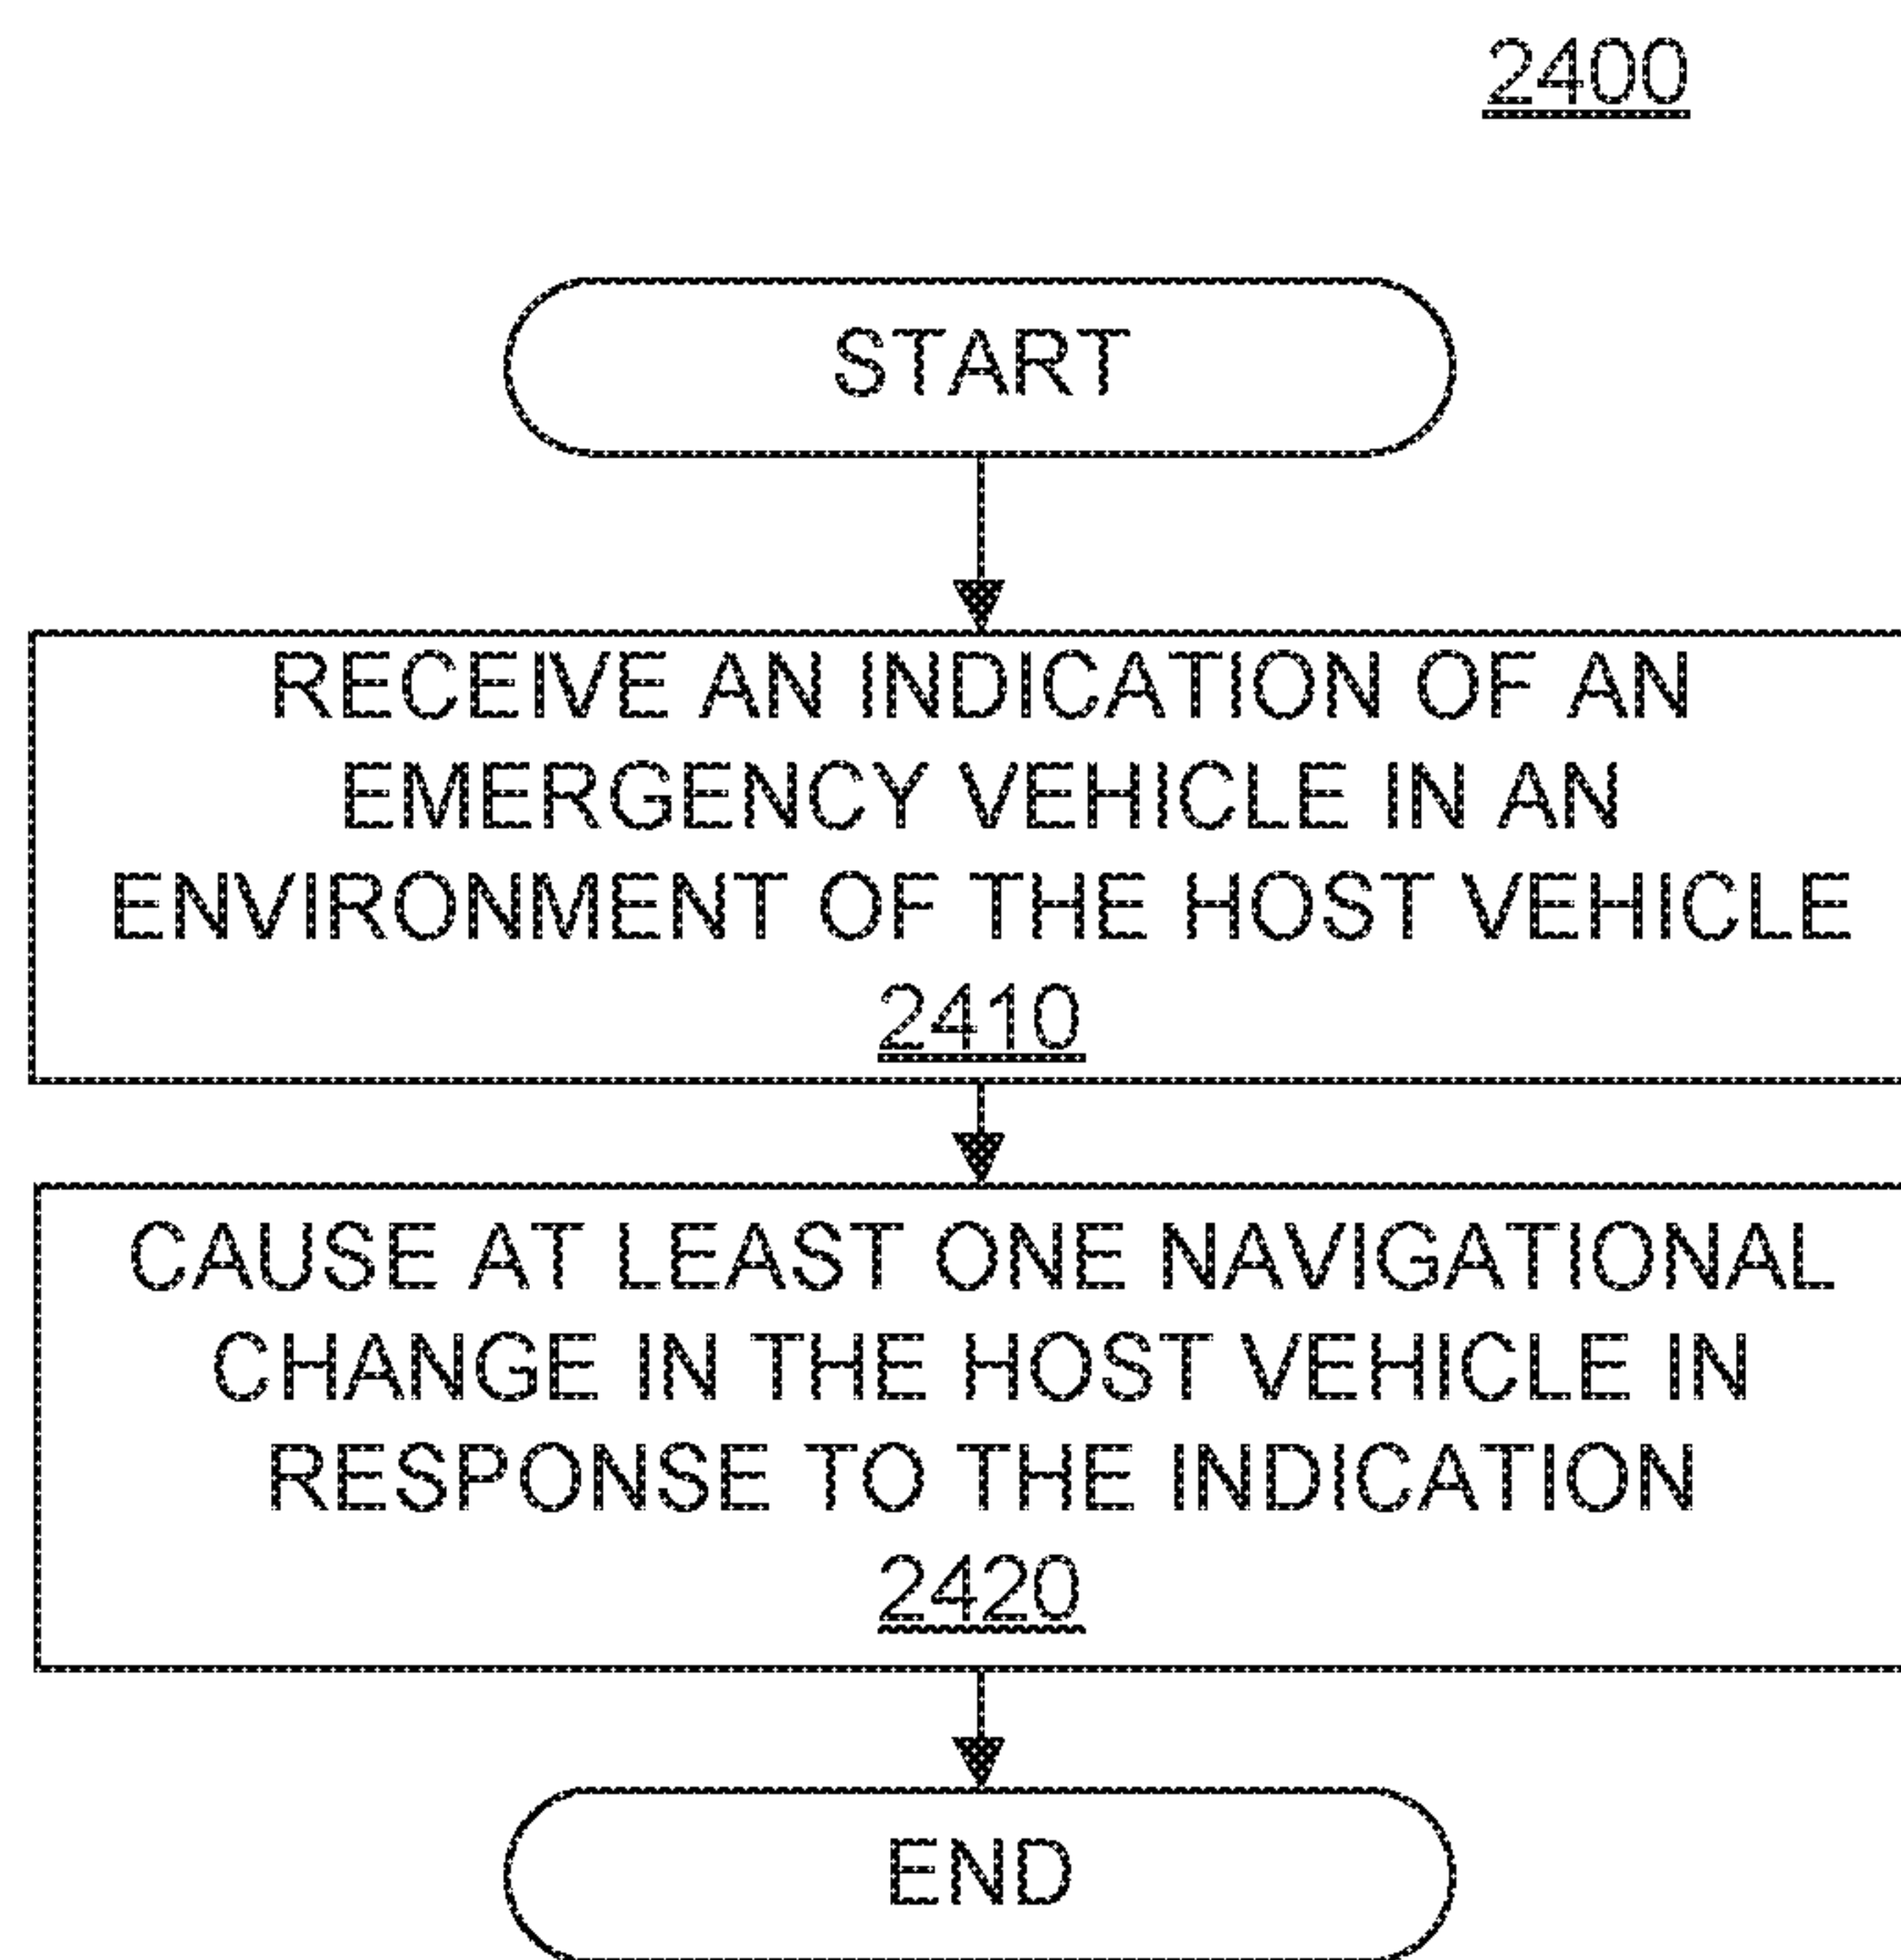 2400
START
RECEIVE AN INDICATION OF AN
EMERGENCY VEHICLE IN AN
ENVIRONMENT OF THE HOST VEHICLE
2410
CAUSE AT LEAST ONE NAVIGATIONAL
CHANGE IN THE HOST VEHICLE IN
RESPONSE TO THE INDICATION
2420
END